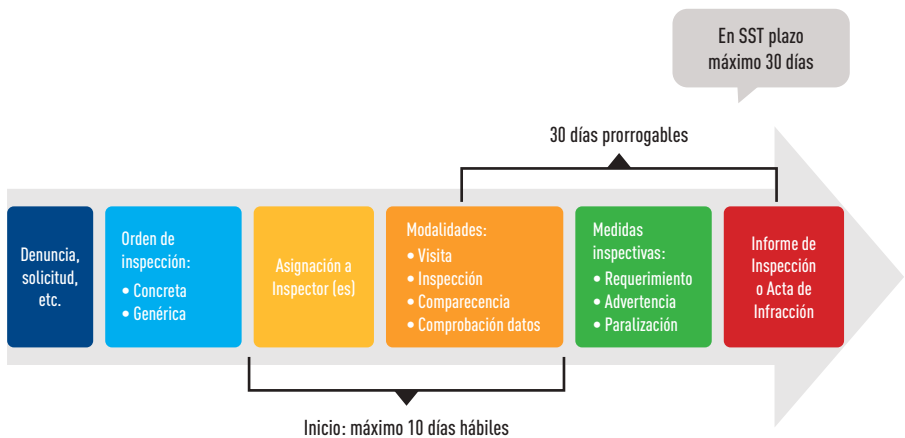 En SST plazo
máximo 30 días
30 días prorrogables
Denuncia,
solicitud,
etc.
Orden de
inspección:
• Concreta
• Genérica
Asignación a
Inspector (es)
Modalidades:
• Visita
• Inspección
• Comparecencia
• Comprobación datos
Medidas
inspectivas:
• Requerimiento
• Advertencia
• Paralización
Informe de
Inspección
o Acta de
Infracción
Inicio: máximo 10 días hábiles